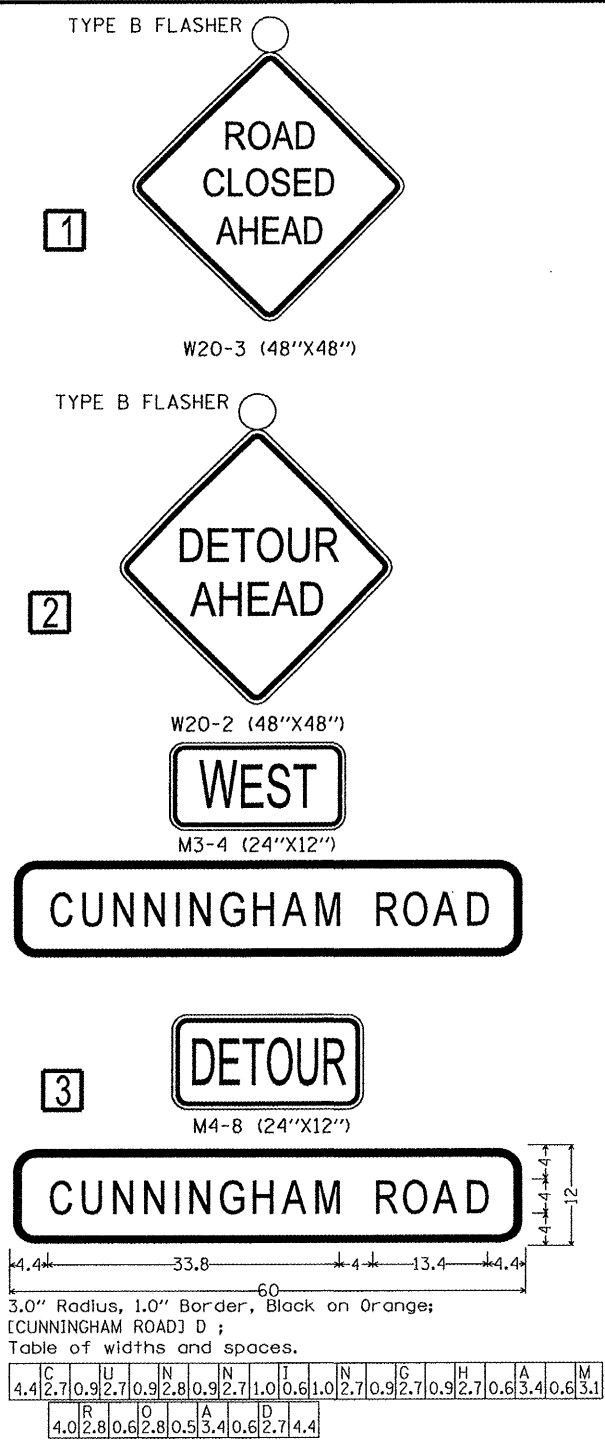 TYPE B FLASHER
ROAD
CLOSED
AHEAD
1
W20-3 (48''X48'')
TYPE B FLASHER
DETOUR
AHEAD
2
W20-2 (48''X48'')
WEST
M3-4 (24''X12'')
CUNNINGHAM ROAD
DETOUR
3
M4-8 (24''X12'')
CUNNINGHAM ROAD
4
4
4
12
4.4 33.8 4 13.4 4.4
60
3.0'' Radius, 1.0'' Border, Black on Orange;
[CUNNINGHAM ROAD] D ;
Table of widths and spaces.
C U N N I N G H A M
4.4 2.7 0.9 2.7 0.9 2.8 0.9 2.7 1.0 0.6 1.0 2.7 0.9 2.7 0.9 2.7 0.6 3.4 0.6 3.1
R O A D
4.0 2.8 0.6 2.8 0.5 3.4 0.6 2.7 4.4